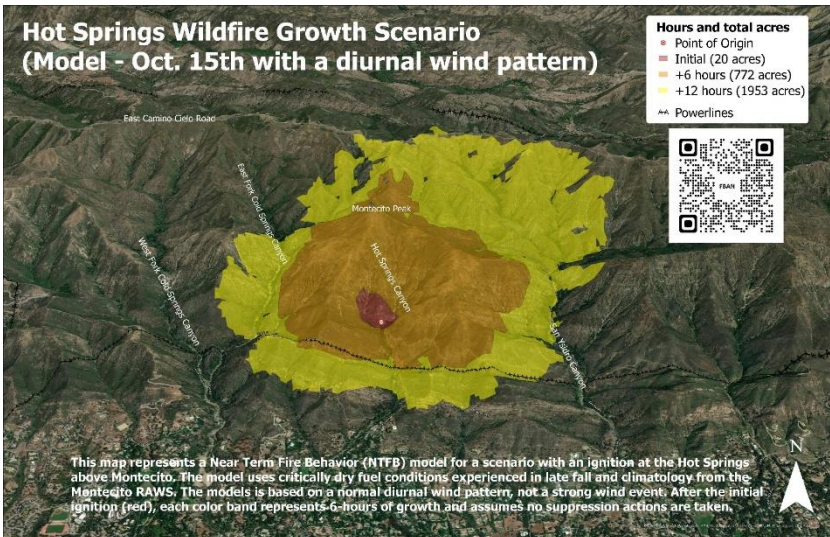 Hot Springs Wildfire Growth Scenario
(Model - Oct. 15th with a diurnal wind pattern)
Hours and total acres
Point of Origin
Initial (20 acres)
+6 hours (772 acres)
+12 hours (1953 acres)
Powerlines
FBAN
East Camino Cielo Road
East Fork Cold Springs Canyon
Montecito Peak
West Fork Cold Springs Canyon
Hot Springs Canyon
San Ysidro Canyon
N
This map represents a Near Term Fire Behavior (NTFB) model for a scenario with an ignition at the Hot Springs
above Montecito. The model uses critically dry fuel conditions experienced in late fall and climatology from the
Montecito RAWS. The models is based on a normal diurnal wind pattern, not a strong wind event. After the initial
ignition (red), each color band represents 6-hours of growth and assumes no suppression actions are taken.